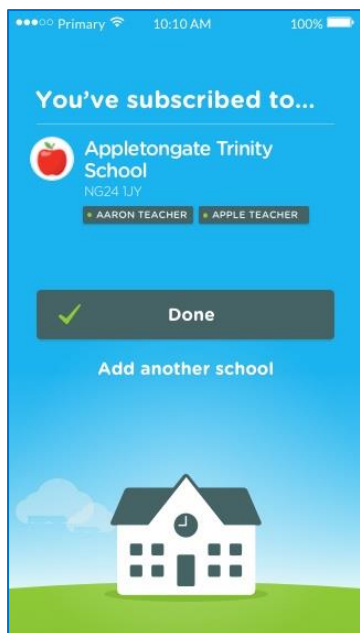 Primary 10:10 AM 100%
You've subscribed to...
Appletongate Trinity
School
NG24 1JY
AARON TEACHER APPLE TEACHER
Done
Add another school